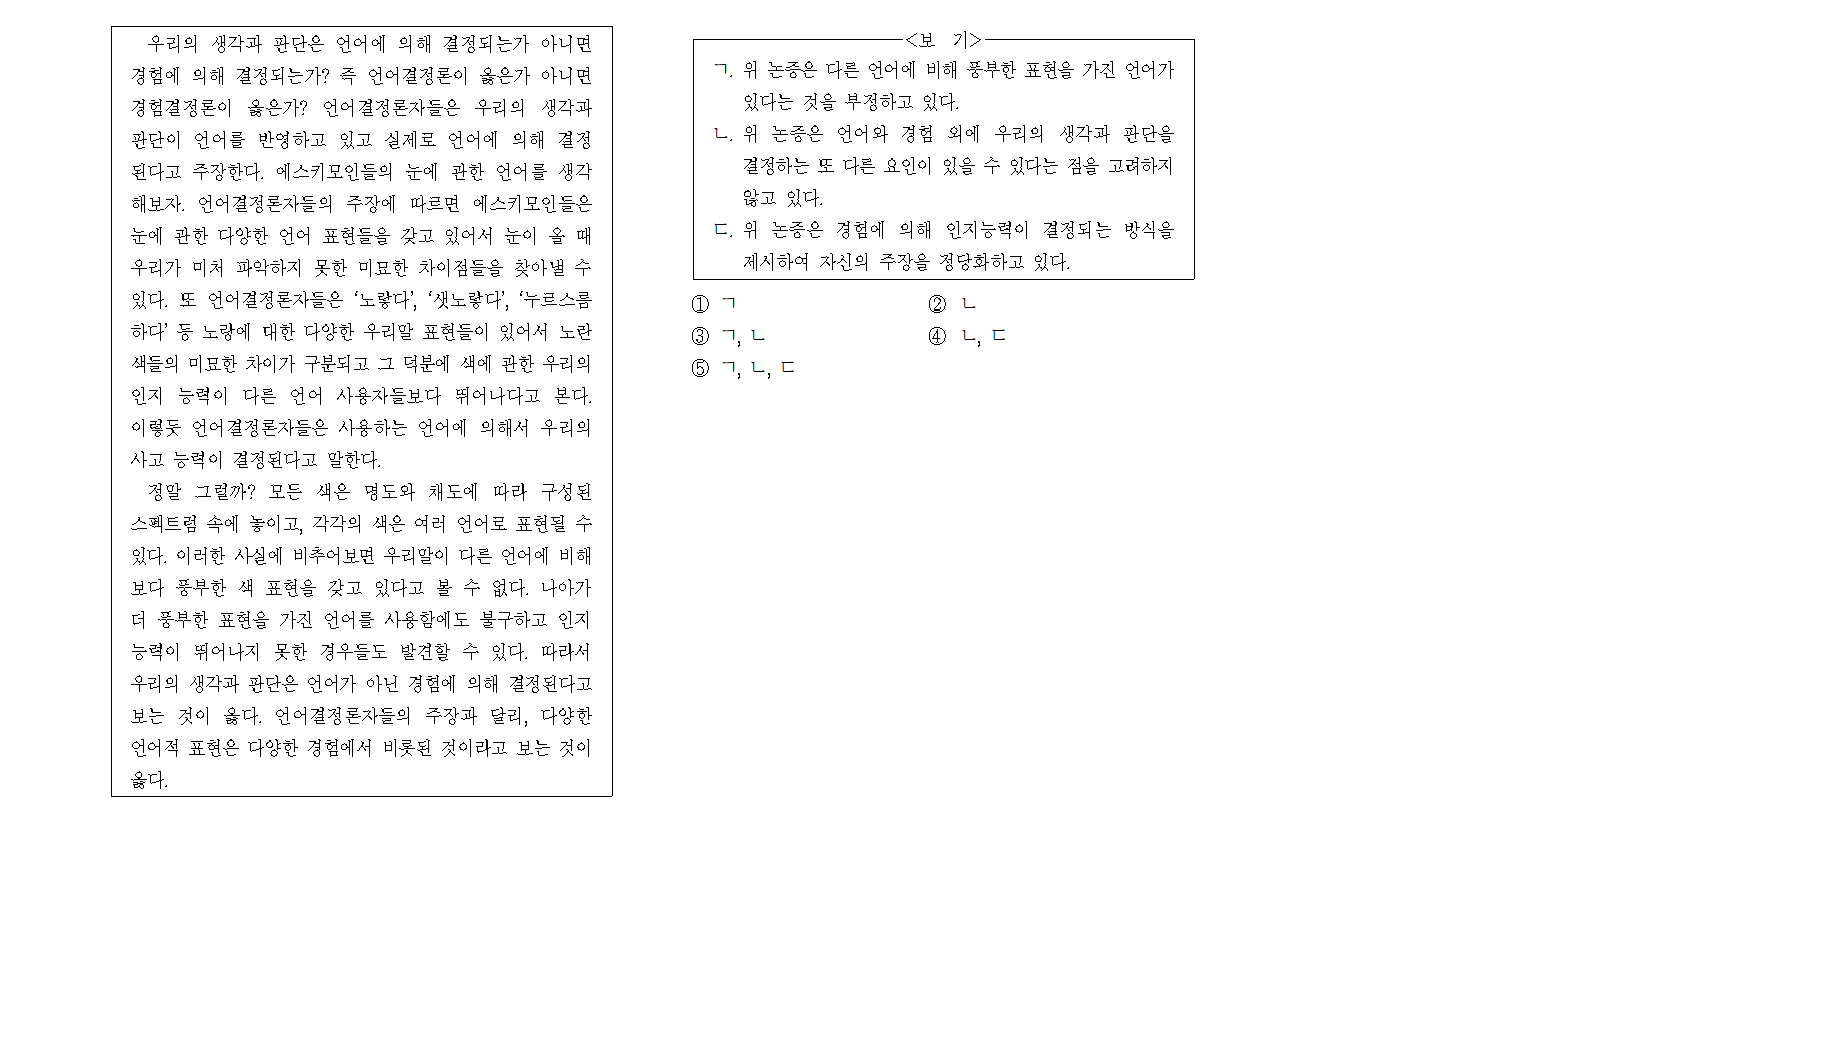 우리의 생각과 판단은 언어에 의해 결정되는가 아니면
경험에 의해 결정되는가? 즉 언어결정론이 옳은가 아니면
경험결정론이 옳은가? 언어결정론자들은 우리의 생각과
판단이 언어를 반영하고 있고 실제로 언어에 의해 결정
된다고 주장한다. 에스키모인들의 눈에 관한 언어를 생각
해보자. 언어결정론자들의 주장에 따르면 에스키모인들은
눈에 관한 다양한 언어 표현들을 갖고 있어서 눈이 올 때
우리가 미처 파악하지 못한 미묘한 차이점들을 찾아낼 수
있다. 또 언어결정론자들은 ‘노랗다’, ‘샛노랗다’, ‘누르스름
하다’ 등 노랑에 대한 다양한 우리말 표현들이 있어서 노란
색들의 미묘한 차이가 구분되고 그 덕분에 색에 관한 우리의
인지 능력이 다른 언어 사용자들보다 뛰어나다고 본다.
이렇듯 언어결정론자들은 사용하는 언어에 의해서 우리의
사고 능력이 결정된다고 말한다.
정말 그럴까? 모든 색은 명도와 채도에 따라 구성된
스펙트럼 속에 놓이고, 각각의 색은 여러 언어로 표현될 수
있다. 이러한 사실에 비추어보면 우리말이 다른 언어에 비해
보다 풍부한 색 표현을 갖고 있다고 볼 수 없다. 나아가
더 풍부한 표현을 가진 언어를 사용함에도 불구하고 인지
능력이 뛰어나지 못한 경우들도 발견할 수 있다. 따라서
우리의 생각과 판단은 언어가 아닌 경험에 의해 결정된다고
보는 것이 옳다. 언어결정론자들의 주장과 달리, 다양한
언어적 표현은 다양한 경험에서 비롯된 것이라고 보는 것이
옳다.
<보 기>
ㄱ. 위 논증은 다른 언어에 비해 풍부한 표현을 가진 언어가
있다는 것을 부정하고 있다.
ㄴ. 위 논증은 언어와 경험 외에 우리의 생각과 판단을
결정하는 또 다른 요인이 있을 수 있다는 점을 고려하지
않고 있다.
ㄷ. 위 논증은 경험에 의해 인지능력이 결정되는 방식을
제시하여 자신의 주장을 정당화하고 있다.
① ㄱ ② ㄴ
③ ㄱ, ㄴ ④ ㄴ, ㄷ
⑤ ㄱ, ㄴ, ㄷ